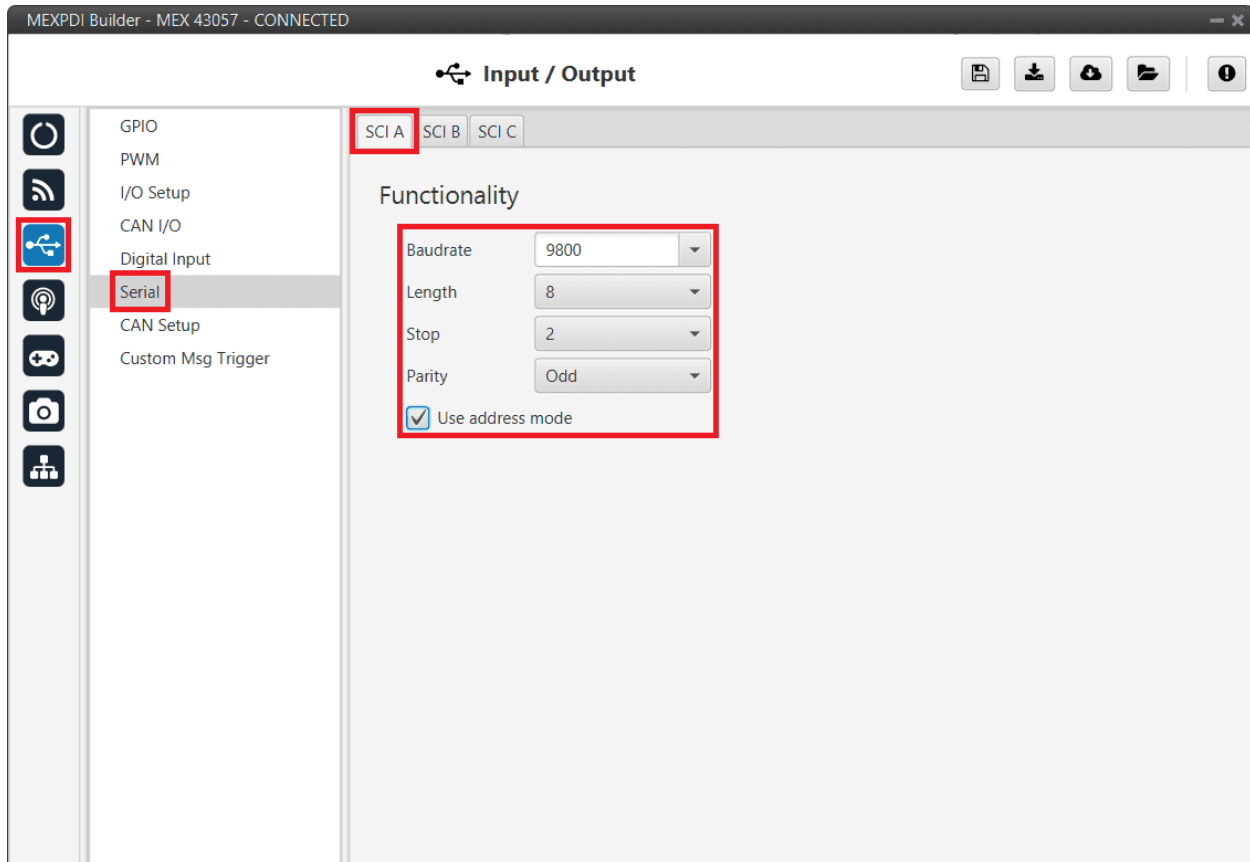 MEXPDI Builder - MEX 43057 - CONNECTED
Input / Output
GPIO
PWM
I/O Setup
CAN I/O
Digital Input
Serial
CAN Setup
Custom Msg Trigger
SCI A SCI B SCI C
Functionality
Baudrate 9800
Length 8
Stop 2
Parity Odd
Use address mode